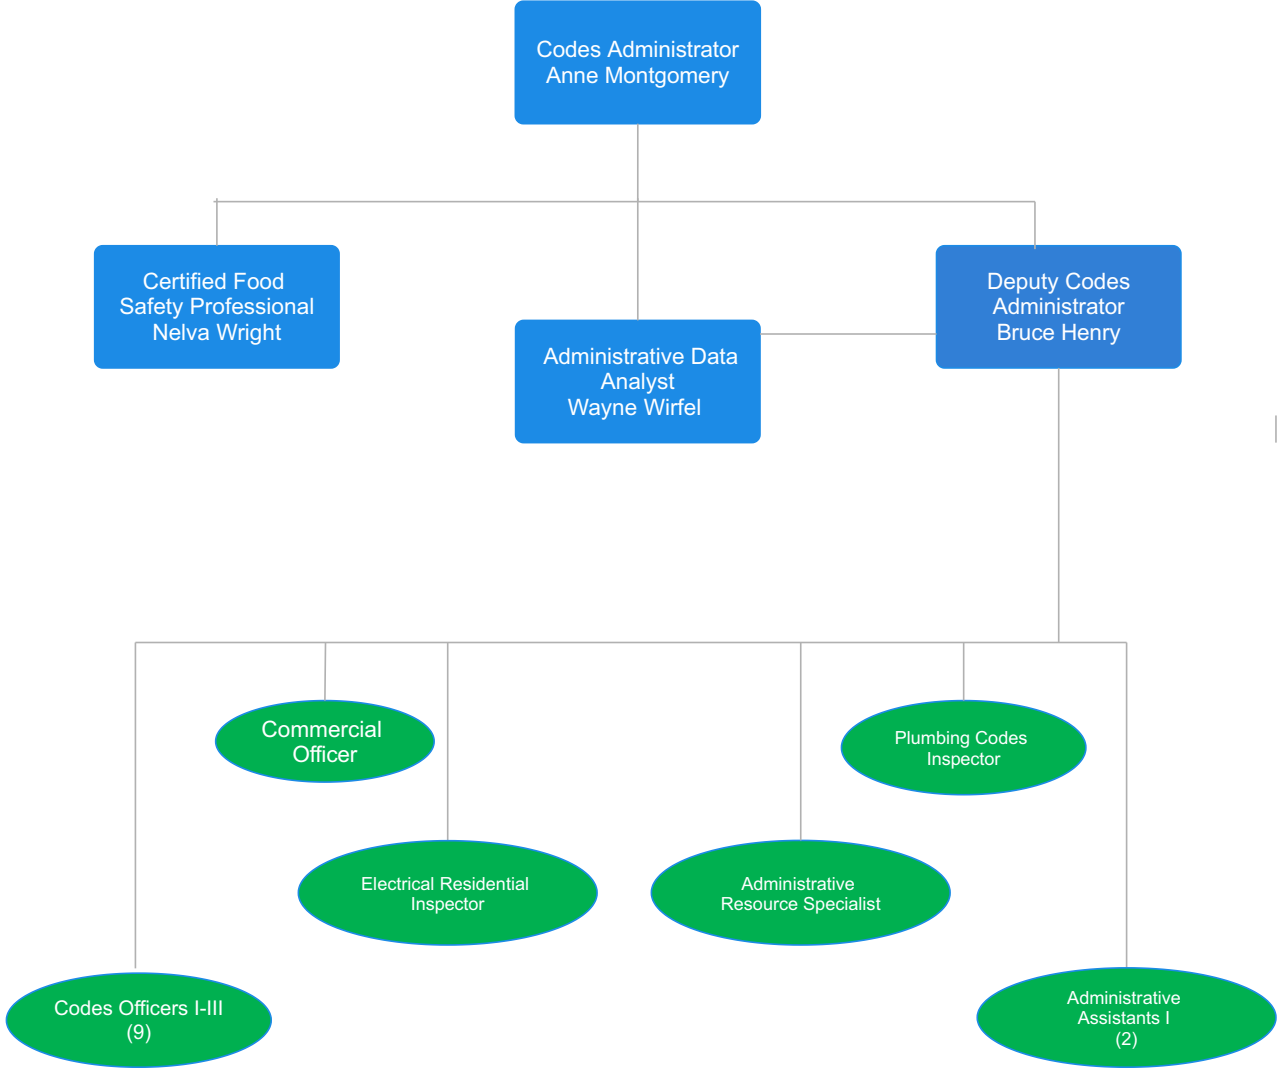 Codes Administrator
Anne Montgomery
Certified Food
Safety Professional
Nelva Wright
Administrative Data
Analyst
Wayne Wirfel
Deputy Codes
Administrator
Bruce Henry
Commercial
Officer
Plumbing Codes
Inspector
Electrical Residential
Inspector
Administrative
Resource Specialist
Codes Officers I-III
(9)
Administrative
Assistants I
(2)